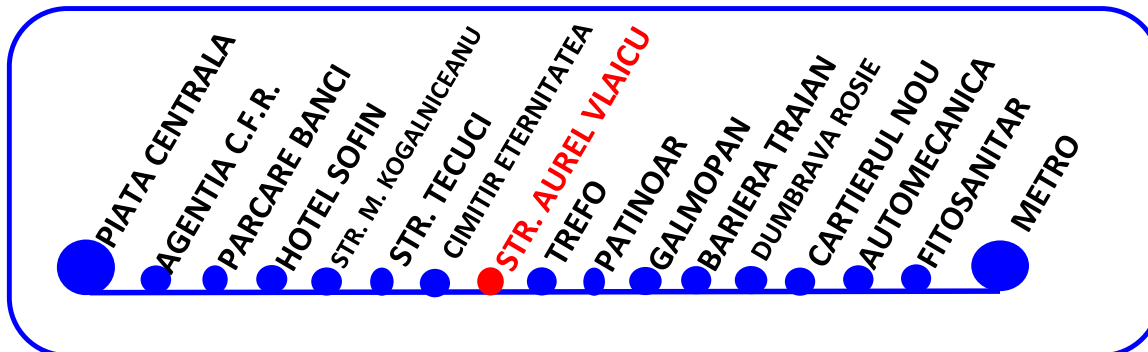 PIATA CENTRALA
AGENTIA C.F.R.
PARCARE BANCI
HOTEL SOFIN
STR. M. KOGALNICEANU
STR. TECUCI
CIMITIR ETERNITATEA
STR. AUREL VLAICU
TREFO
PATINOAR
GALMOPAN
BARIERA TRAIAN
DUMBRAVA ROSIE
CARTIERUL NOU
AUTOMECANICA
FITOSANITAR
METRO